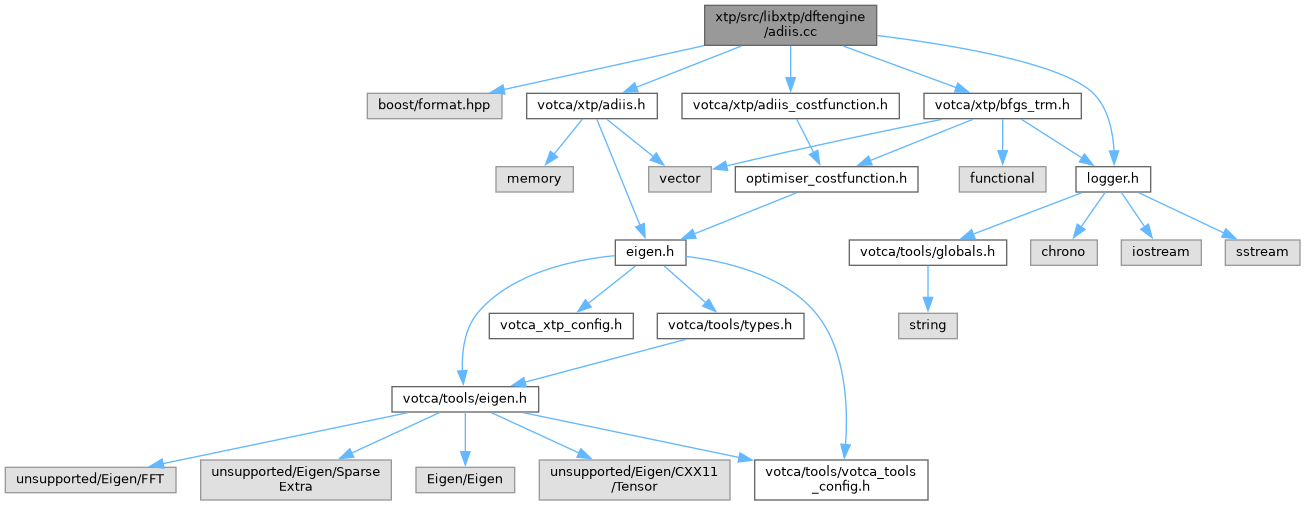 xtp/src/libxtp/dftengine
/adiis.cc
boost/format.hpp
votca/xtp/adiis.h
votca/xtp/adiis_costfunction.h
votca/xtp/bfgs_trm.h
memory
vector
optimiser_costfunction.h
functional
logger.h
eigen.h
votca/tools/globals.h
chrono
iostream
sstream
votca_xtp_config.h
votca/tools/types.h
string
votca/tools/eigen.h
unsupported/Eigen/FFT
unsupported/Eigen/Sparse
Extra
Eigen/Eigen
unsupported/Eigen/CXX11
/Tensor
votca/tools/votca_tools
_config.h